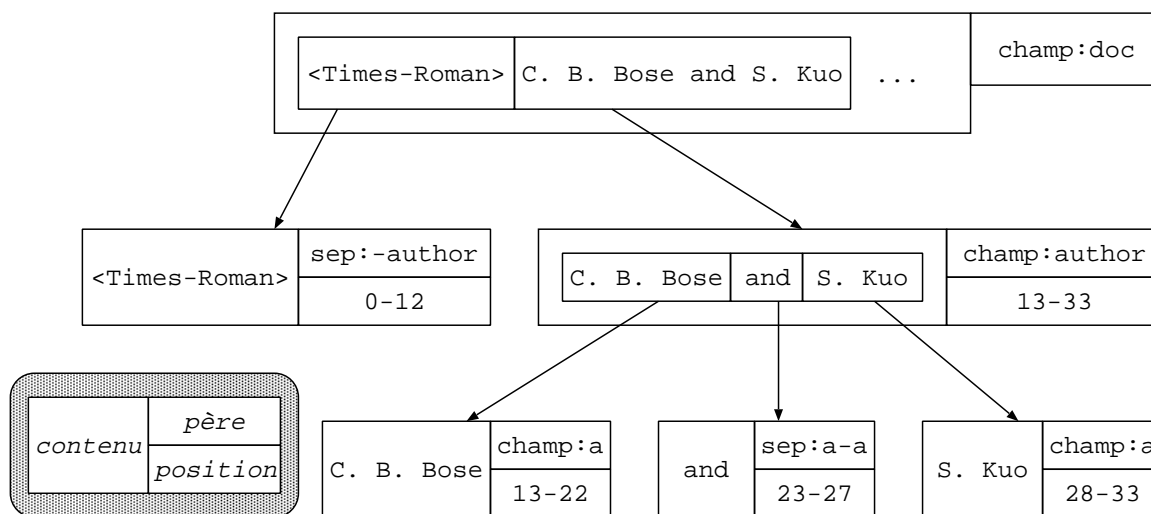 champ:doc
<Times-Roman> C. B. Bose and S. Kuo ...
<Times-Roman>
sep:-author
0-12
C. B. Bose and S. Kuo
champ:author
13-33
contenu
père
position
C. B. Bose
champ:a
13-22
and
sep:a-a
23-27
S. Kuo
champ:a
28-33